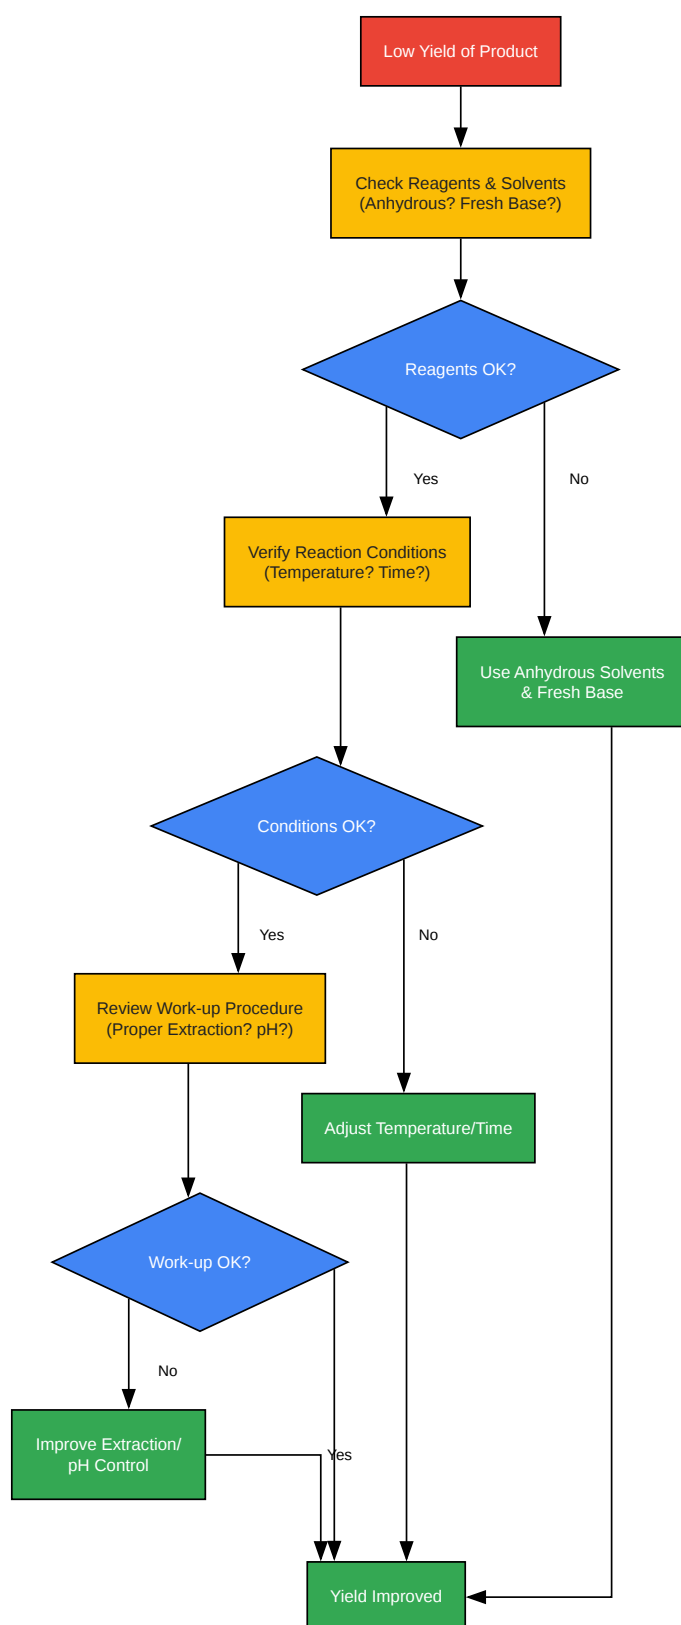 Low Yield of Product
Check Reagents & Solvents
(Anhydrous? Fresh Base?)
Reagents OK?
Yes
No
Verify Reaction Conditions
(Temperature? Time?)
Use Anhydrous Solvents
& Fresh Base
Conditions OK?
Yes
No
Review Work-up Procedure
(Proper Extraction? pH?)
Adjust Temperature/Time
Work-up OK?
No
Improve Extraction/
pH Control
Yes
Yield Improved